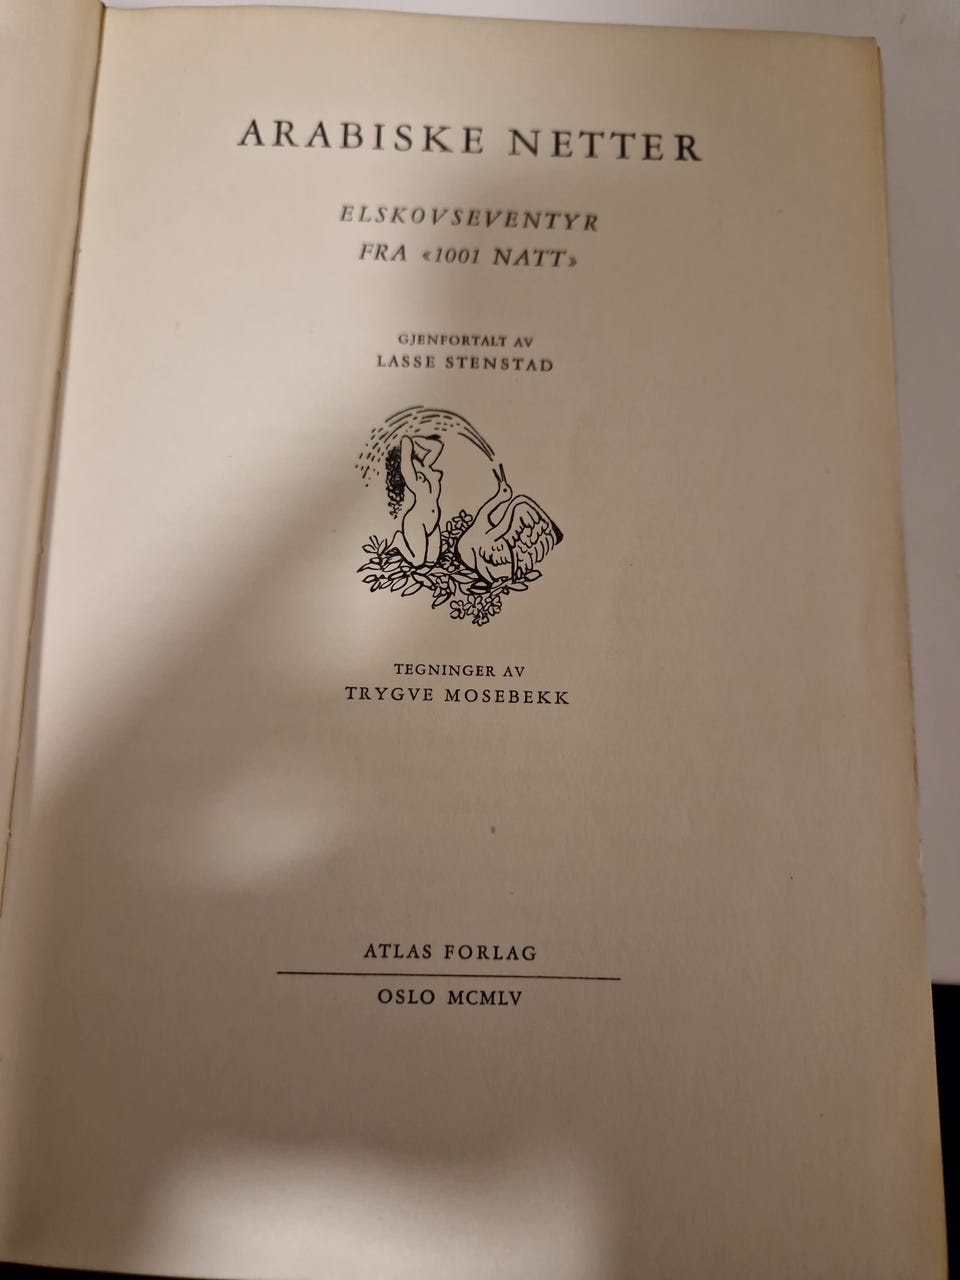 ARABISKE NETTER
ELSKOVSEVENTYR
FRA «1001 NATT»
GJENFORTALT AV
LASSE STENSTAD
TEGNINGER AV
TRYGVE MOSEBEKK
ATLAS FORLAG
OSLO MCMLV